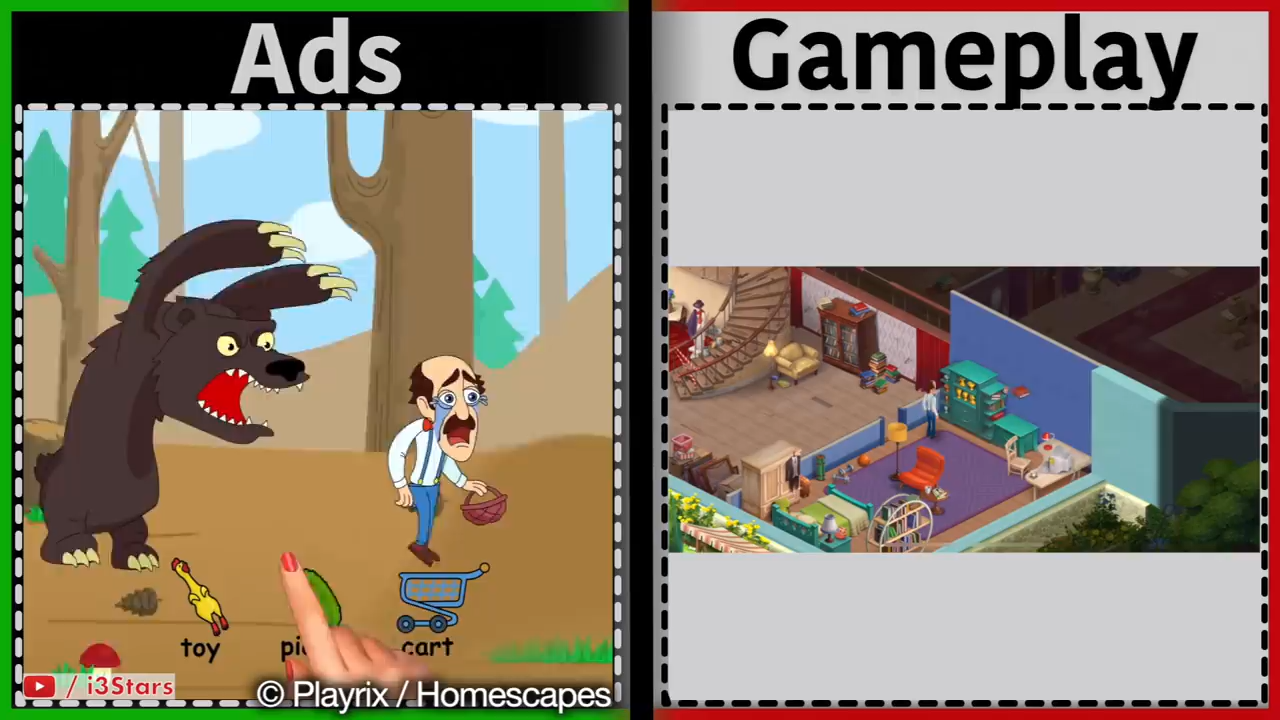 Ads
Gameplay
toy
cart
/ i3Stars
© Playrix / Homescapes